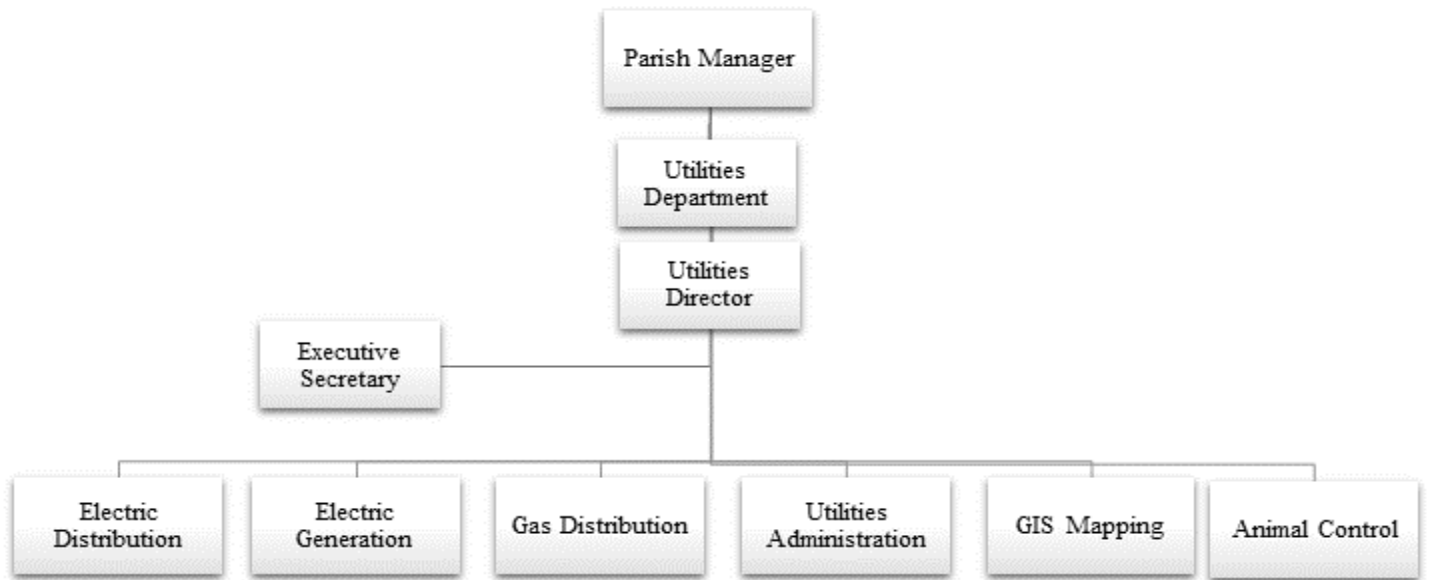 Parish Manager
Utilities
Department
Utilities
Director
Executive
Secretary
Electric
Distribution
Electric
Generation
Gas Distribution
Utilities
Administration
GIS Mapping
Animal Control